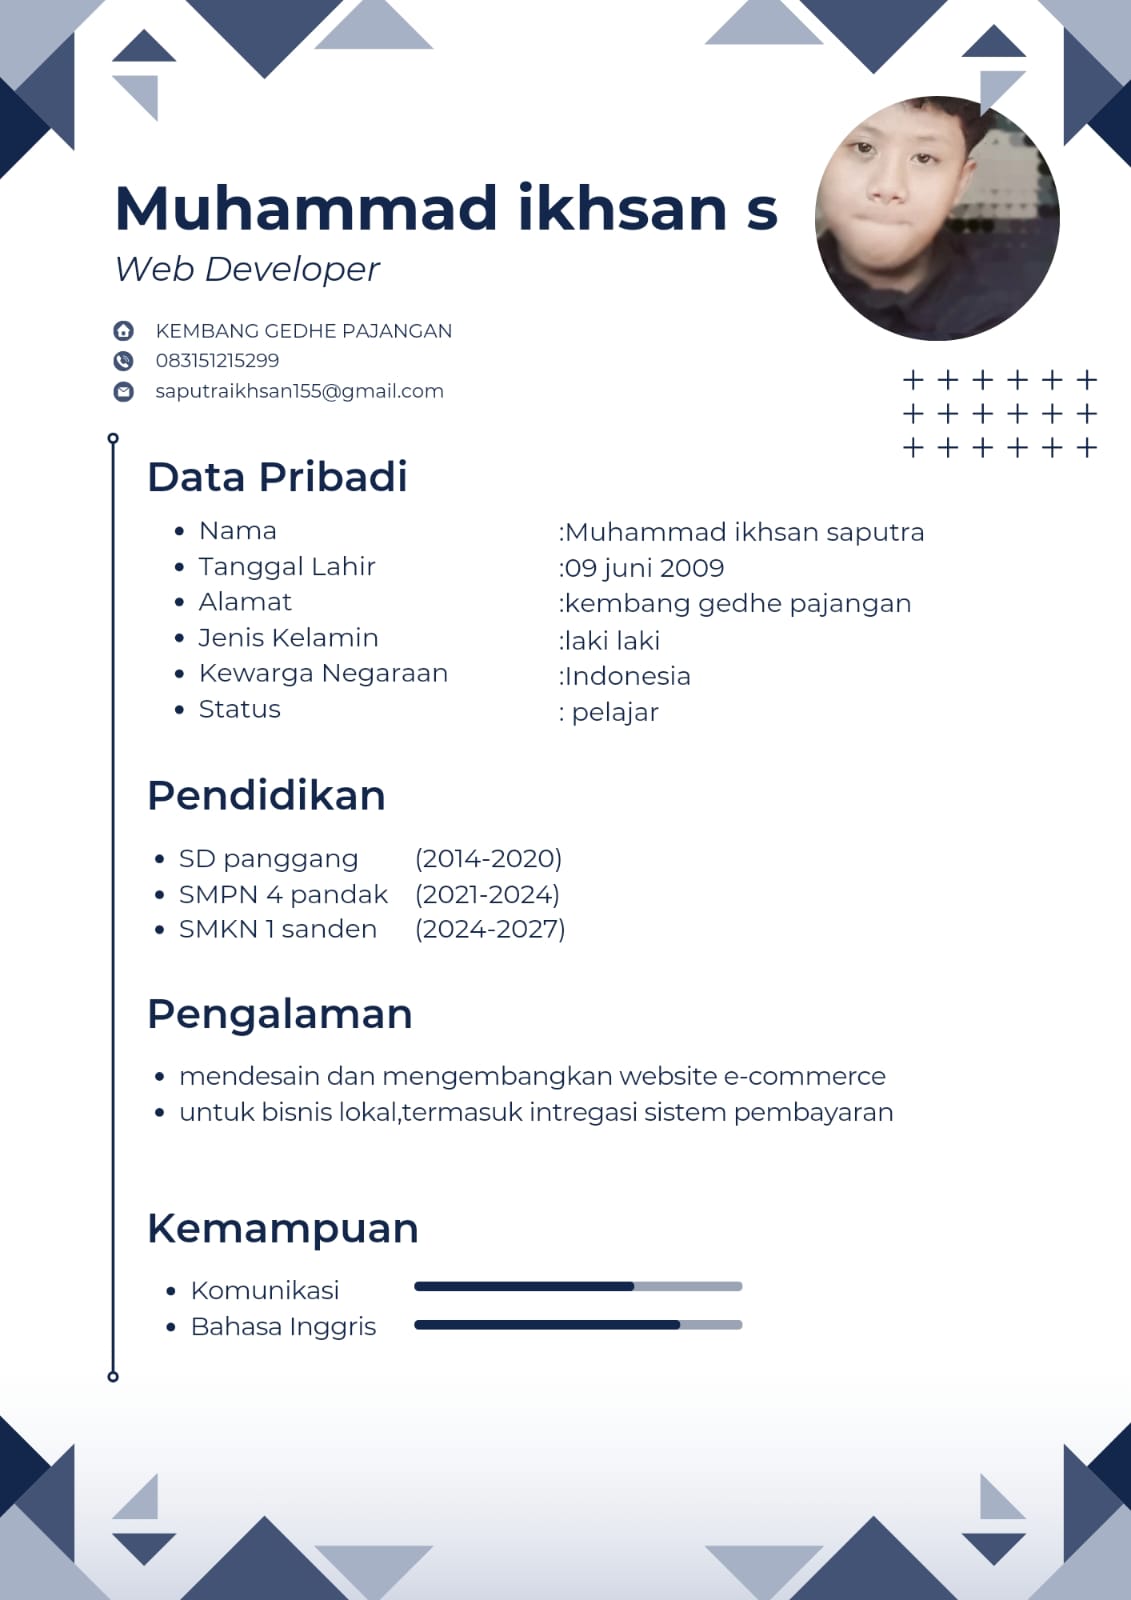 Muhammad ikhsan s
Web Developer
KEMBANG GEDHE PAJANGAN
083151215299
saputraikhsan155@gmail.com
Data Pribadi
Nama :Muhammad ikhsan saputra
Tanggal Lahir :09 juni 2009
Alamat :kembang gedhe pajangan
Jenis Kelamin :laki laki
Kewarga Negaraan :Indonesia
Status : pelajar
Pendidikan
SD panggang (2014-2020)
SMPN 4 pandak (2021-2024)
SMKN 1 sanden (2024-2027)
Pengalaman
mendesain dan mengembangkan website e-commerce
untuk bisnis lokal,termasuk intregasi sistem pembayaran
Kemampuan
Komunikasi
Bahasa Inggris